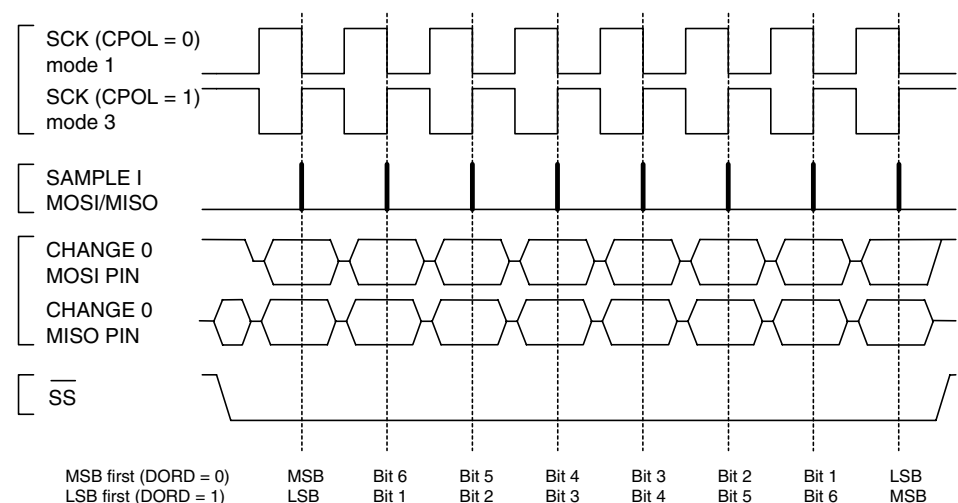 SCK (CPOL = 0)
mode 1
SCK (CPOL = 1)
mode 3
SAMPLE I
MOSI/MISO
CHANGE 0
MOSI PIN
CHANGE 0
MISO PIN
SS
MSB first (DORD = 0) MSB Bit 6 Bit 5 Bit 4 Bit 3 Bit 2 Bit 1 LSB
LSB first (DORD = 1) LSB Bit 1 Bit 2 Bit 3 Bit 4 Bit 5 Bit 6 MSB